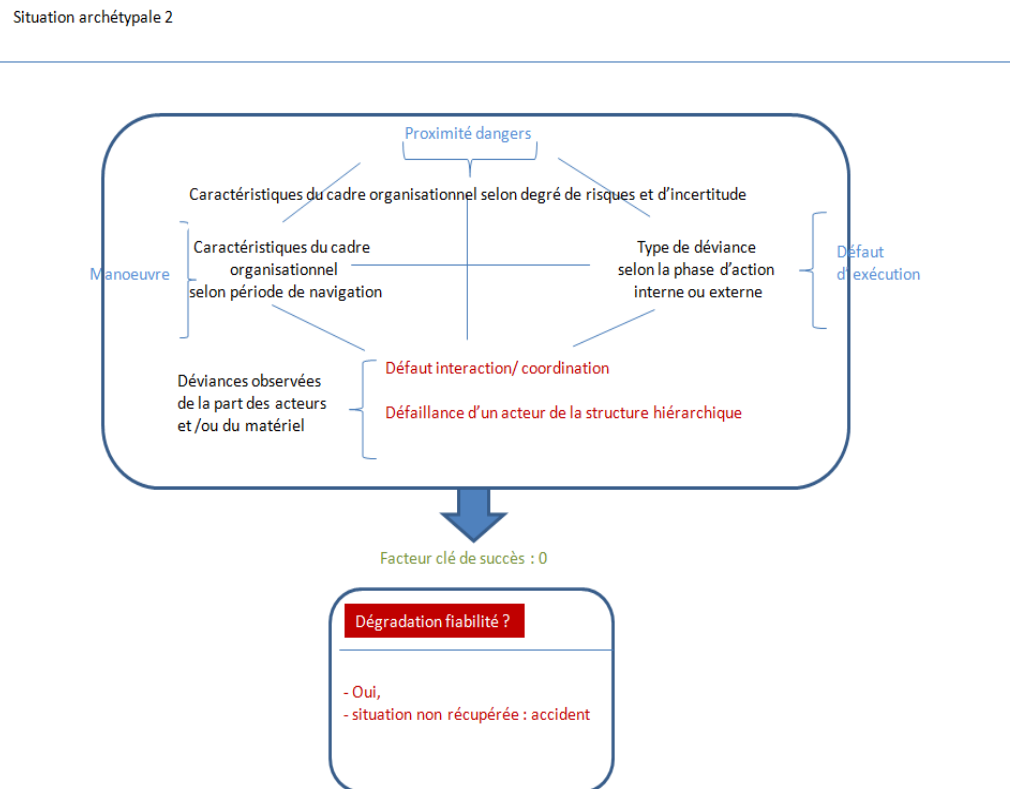 Situation archétypale 2
Proximité dangers
Caractéristiques du cadre organisationnel selon degré de risques et d'incertitude
Manoeuvre
Caractéristiques du cadre
organisationnel
selon période de navigation
Type de déviance
selon la phase d'action
interne ou externe
Défaut
d'exécution
Déviances observées
de la part des acteurs
et /ou du matériel
Défaut interaction/ coordination
Défaillance d'un acteur de la structure hiérarchique
Facteur clé de succès : 0
Dégradation fiabilité ?
- Oui,
- situation non récupérée : accident